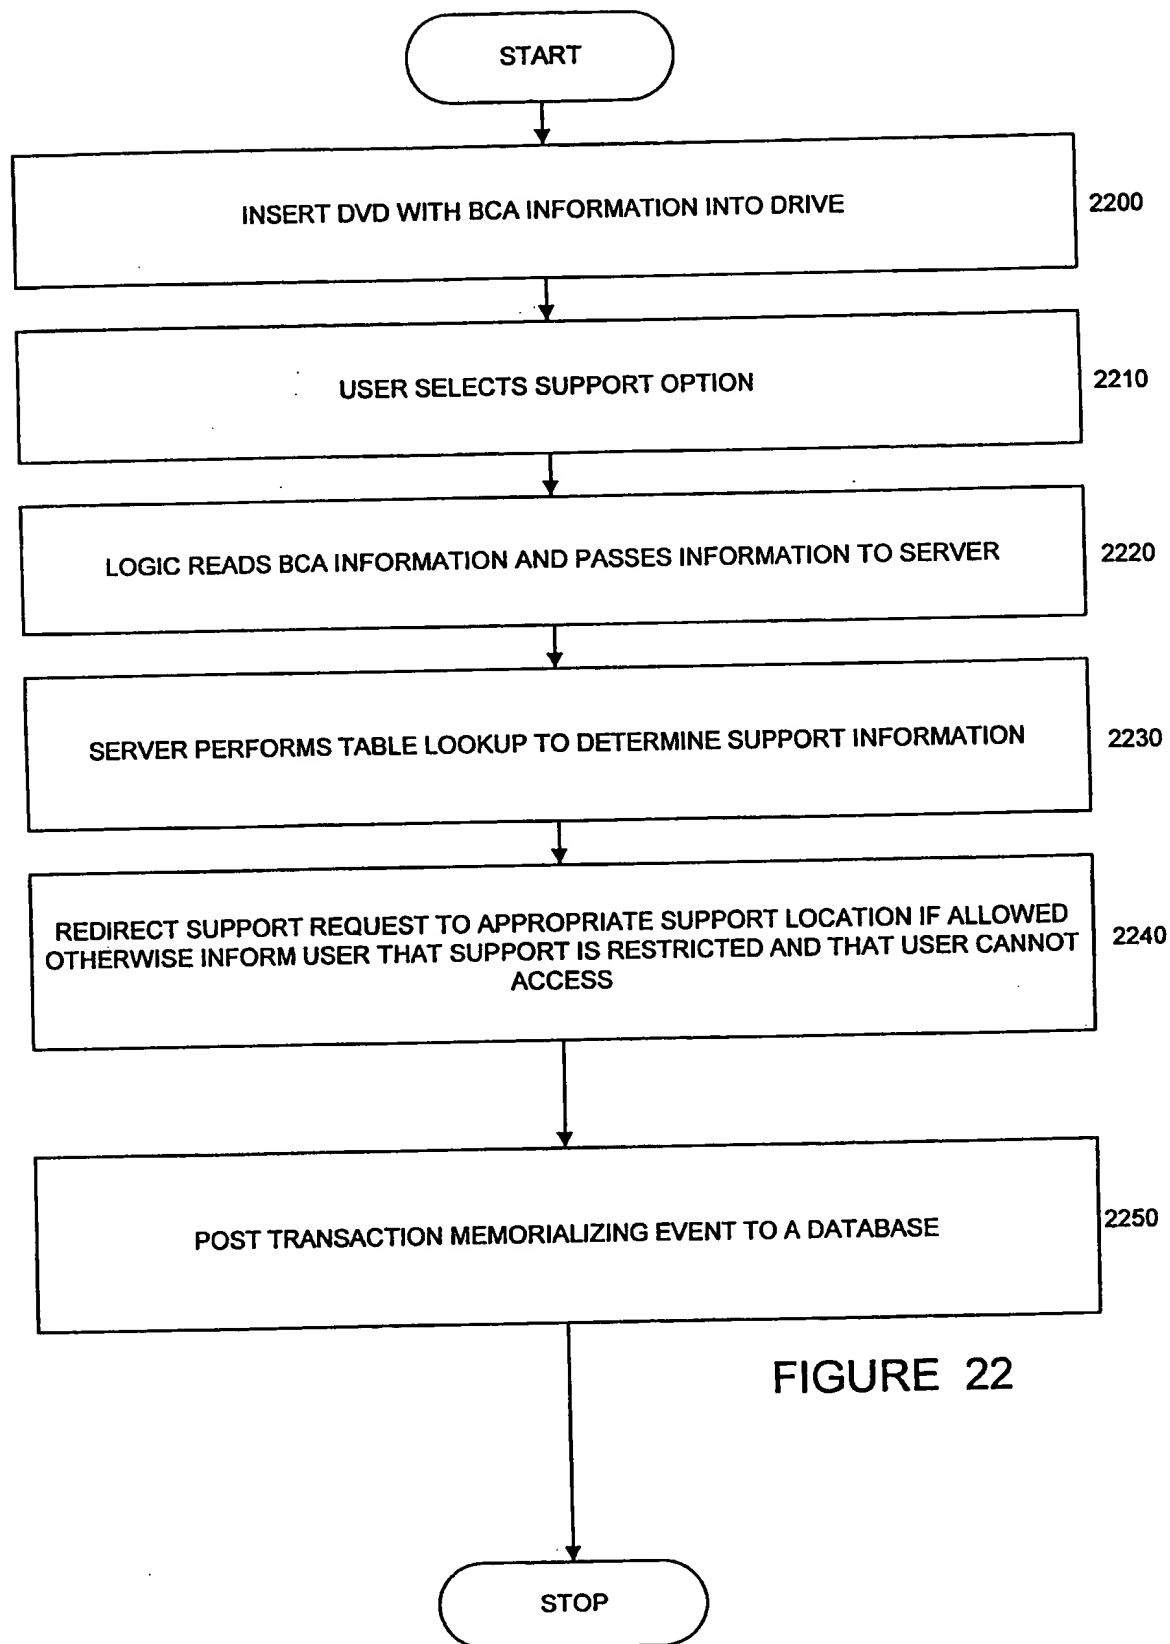 START
INSERT DVD WITH BCA INFORMATION INTO DRIVE
2200
USER SELECTS SUPPORT OPTION
2210
LOGIC READS BCA INFORMATION AND PASSES INFORMATION TO SERVER
2220
SERVER PERFORMS TABLE LOOKUP TO DETERMINE SUPPORT INFORMATION
2230
REDIRECT SUPPORT REQUEST TO APPROPRIATE SUPPORT LOCATION IF ALLOWED
OTHERWISE INFORM USER THAT SUPPORT IS RESTRICTED AND THAT USER CANNOT
ACCESS
2240
POST TRANSACTION MEMORIALIZING EVENT TO A DATABASE
2250
FIGURE 22
STOP